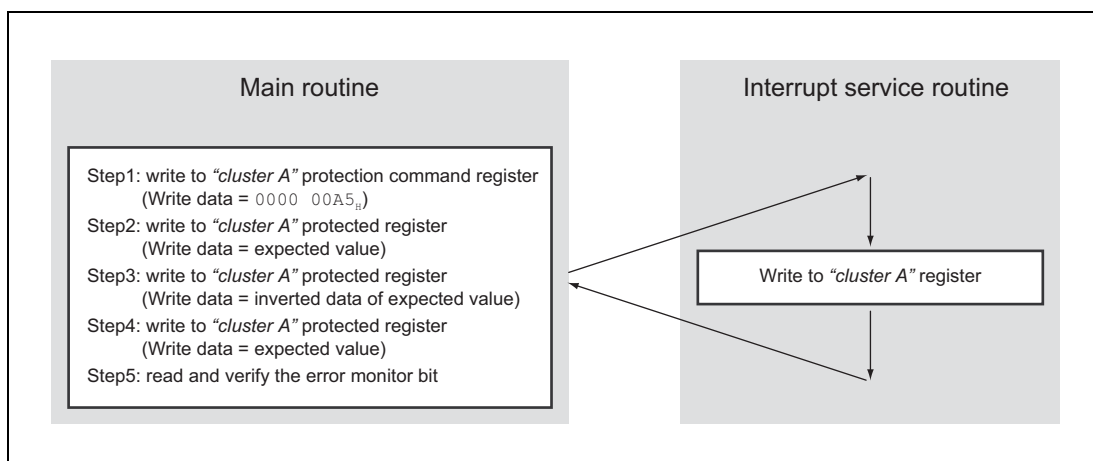 Main routine
Step1: write to “cluster A” protection command register
(Write data = 0000 00A5H)
Step2: write to “cluster A” protected register
(Write data = expected value)
Step3: write to “cluster A” protected register
(Write data = inverted data of expected value)
Step4: write to “cluster A” protected register
(Write data = expected value)
Step5: read and verify the error monitor bit
Interrupt service routine
Write to “cluster A” register